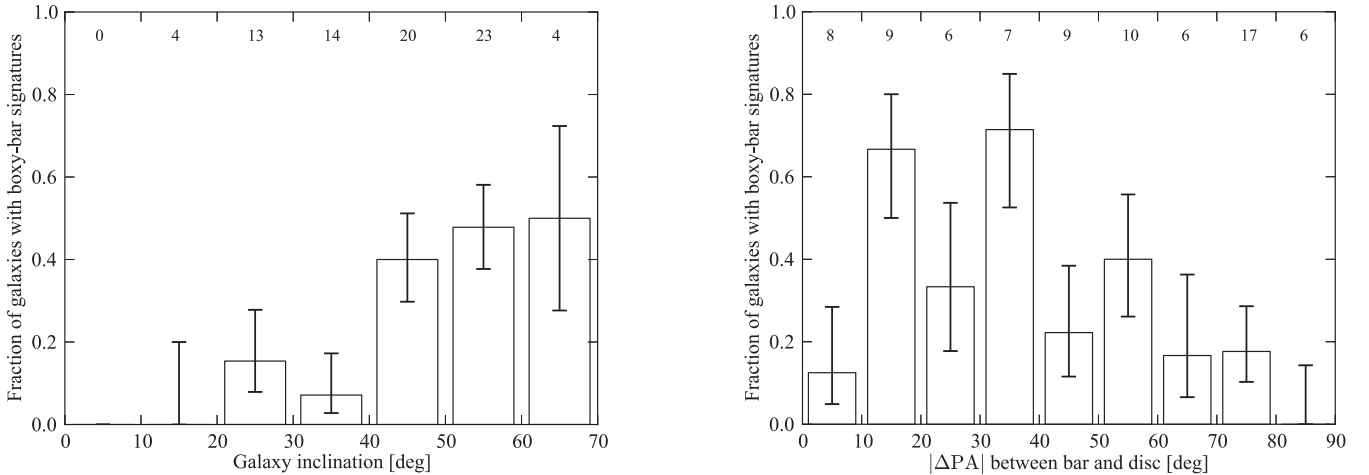 Fraction of galaxies with boxy-bar signatures
1.0
0.8
0.6
0.4
0.2
0.0
0 4 13 14 20 23 4
0 10 20 30 40 50 60 70
Galaxy inclination [deg]
Fraction of galaxies with boxy-bar signatures
1.0
0.8
0.6
0.4
0.2
0.0
8 9 6 7 9 10 6 17 6
0 10 20 30 40 50 60 70 80 90
|ΔPA| between bar and disc [deg]